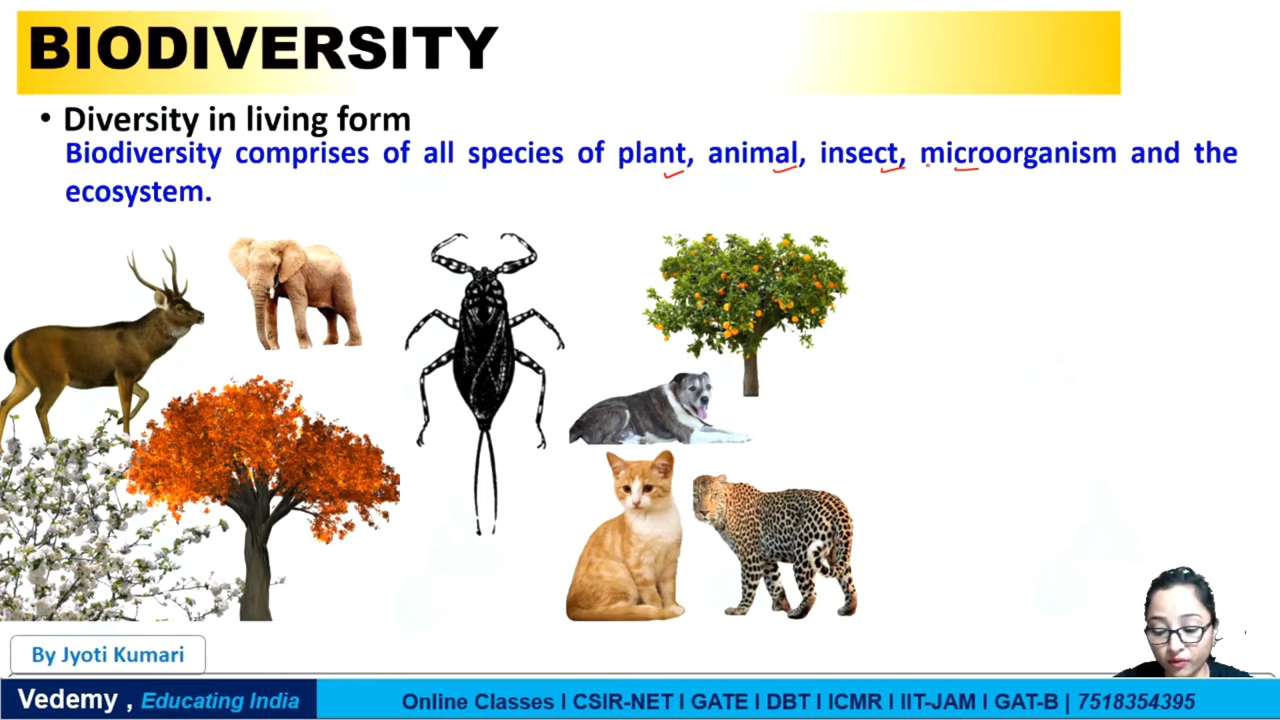 BIODIVERSITY
• Diversity in living form
Biodiversity comprises of all species of plant, animal, insect, microorganism and the
ecosystem.
By Jyoti Kumari
Vedemy , Educating India
Online Classes I CSIR-NET I GATE I DBT I ICMR I IIT-JAM I GAT-B | 7518354395